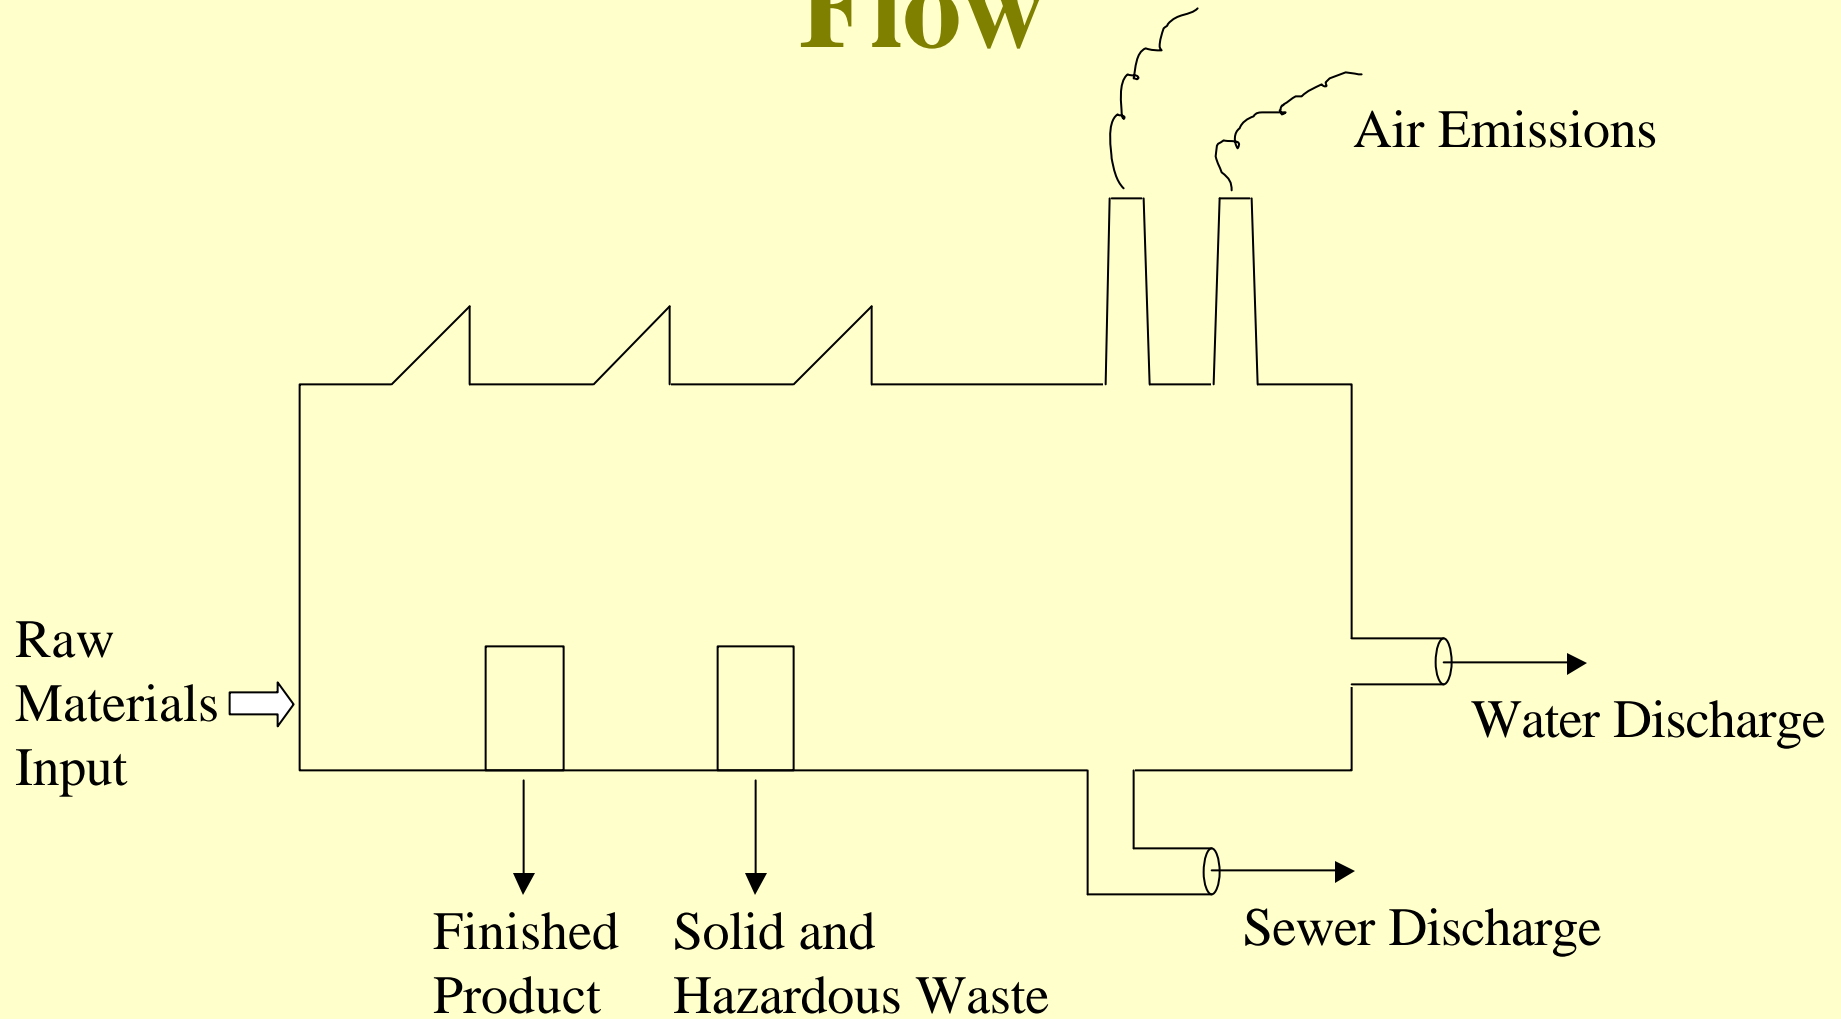 Flow
Air Emissions
Raw
Materials
Input
Water Discharge
Finished
Product
Solid and
Hazardous Waste
Sewer Discharge